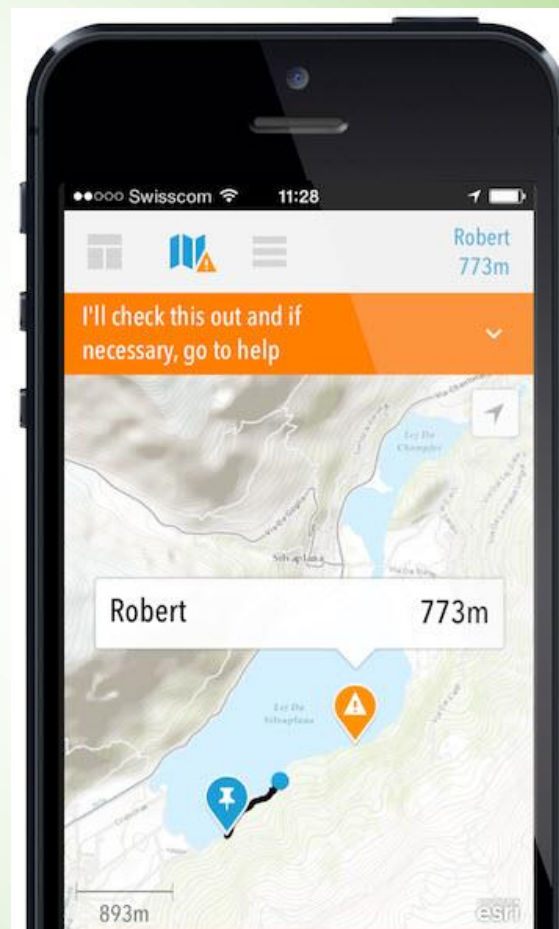 Swisscom 11:28
Robert
773m
I'll check this out and if
necessary, go to help
Lej Da
Champfèr
Silvaplana
Robert 773m
Lej Da
Silvaplana
893m
esri